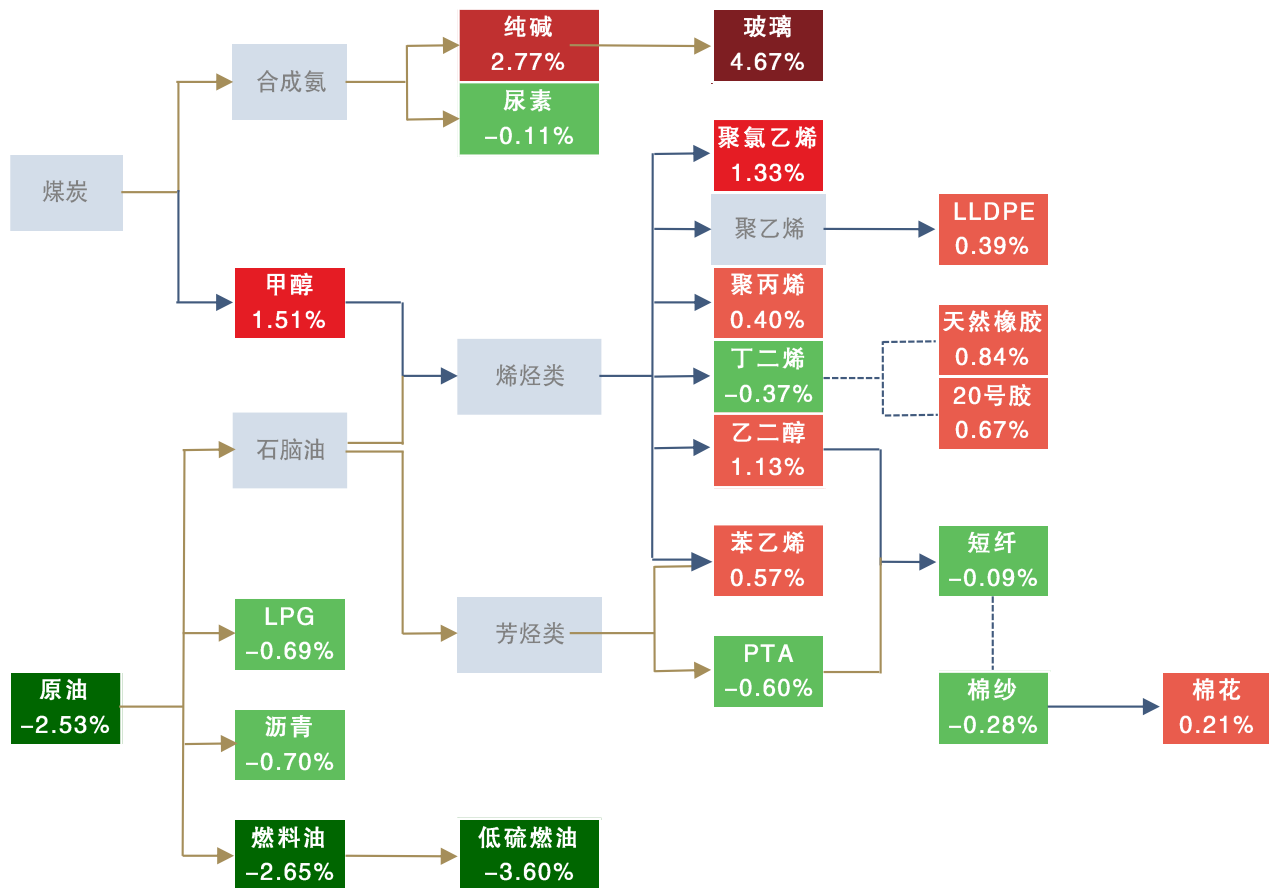 纯碱
2.77%
玻璃
4.67%
合成氨
尿素
-0.11%
聚氯乙烯
1.33%
煤炭
聚乙烯
LLDPE
0.39%
甲醇
1.51%
聚丙烯
0.40%
天然橡胶
0.84%
烯烃类
丁二烯
-0.37%
20号胶
0.67%
石脑油
乙二醇
1.13%
苯乙烯
0.57%
短纤
-0.09%
LPG
-0.69%
芳烃类
PTA
-0.60%
原油
-2.53%
棉纱
-0.28%
棉花
0.21%
沥青
-0.70%
燃料油
-2.65%
低硫燃油
-3.60%